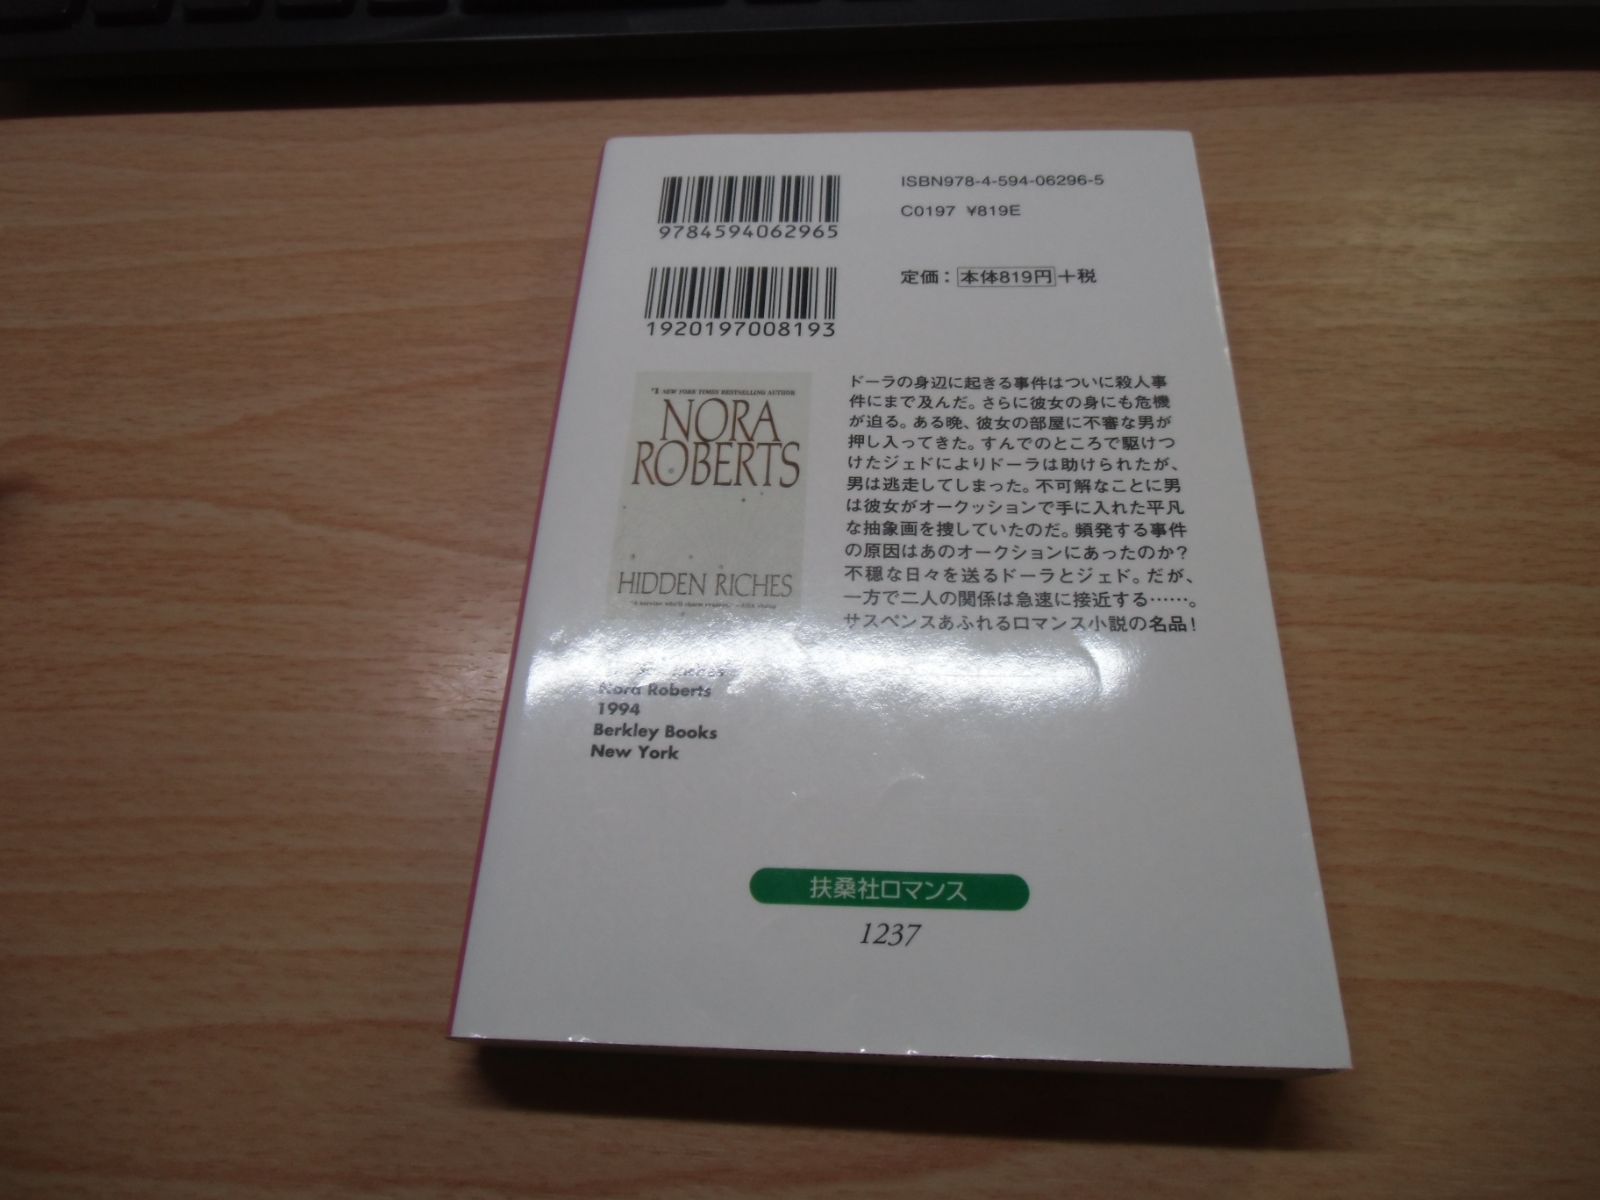 9784594062965
ISBN978-4-594-06296-5
C0197 ¥819E
1920197008193
定価：本体819円＋税
#1 NEW YORK TIMES BESTSELLING AUTHOR
NORA
ROBERTS
HIDDEN RICHES
ドーラの身辺に起きる事件はついに殺人事
件にまで及んだ。さらに彼女の身にも危機
が迫る。ある晩、彼女の部屋に不審な男が
押し入ってきた。すんでのところで駆けつ
けたジェドによりドーラは助けられたが、
男は逃走してしまった。不可解なことに男
は彼女がオークッションで手に入れた平凡
な抽象画を捜していたのだ。頻発する事件
の原因はあのオークションにあったのか？
不穏な日々を送るドーラとジェド。だが、
一方で二人の関係は急速に接近する……。
サスペンスあふれるロマンス小説の名品！
Nora Roberts
1994
Berkley Books
New York
扶桑社ロマンス
1237